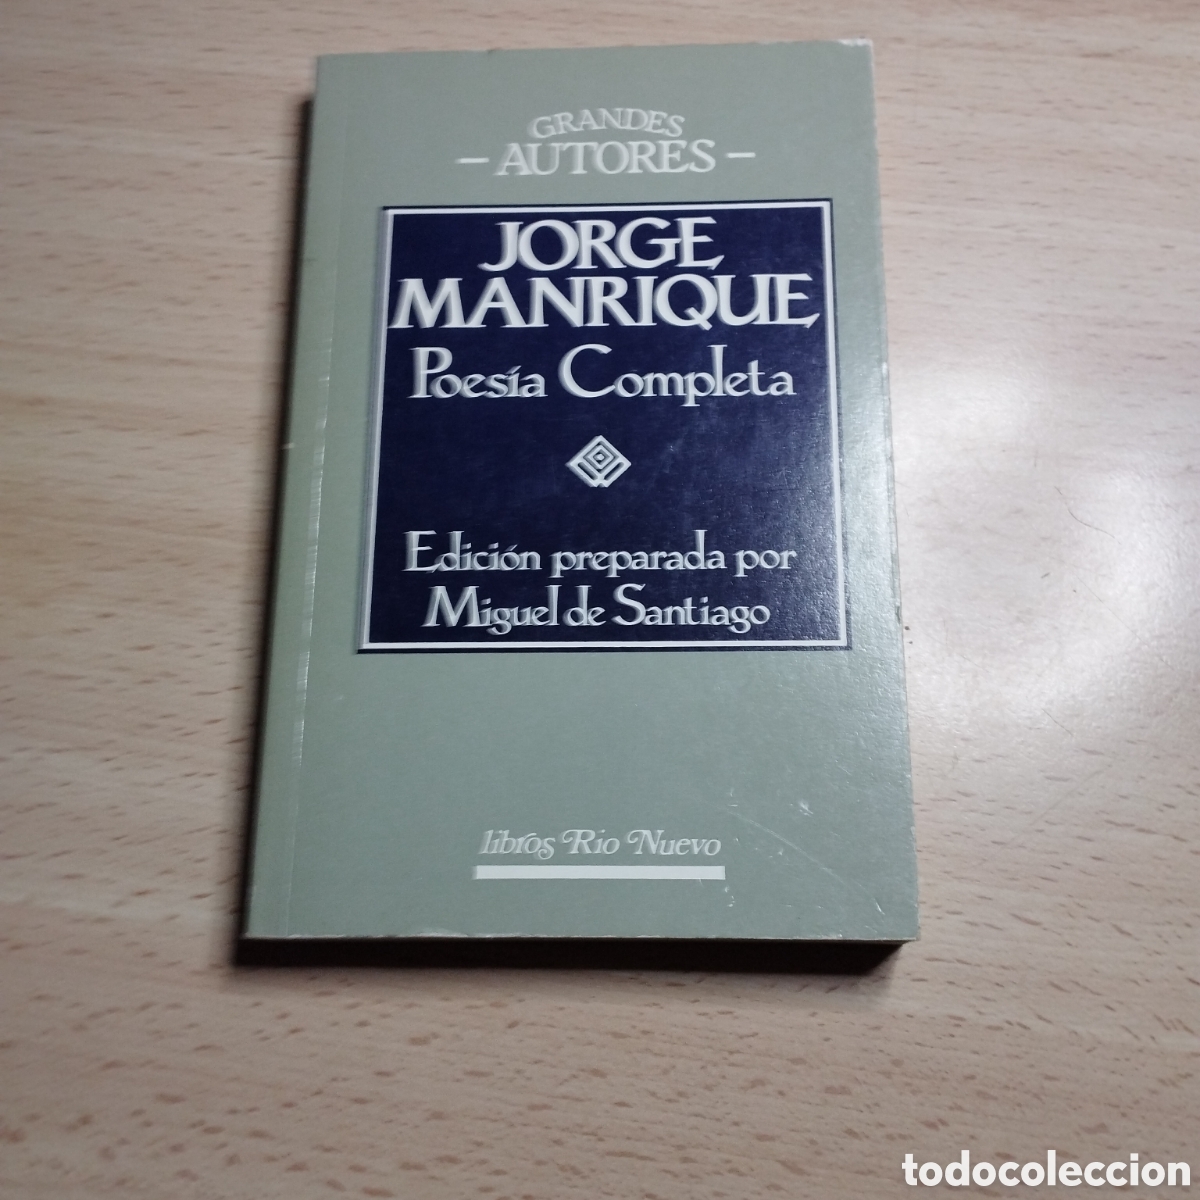 GRANDES
- AUTORES -
JORGE
MANRIQUE
Poesía Completa
Edición preparada por
Miguel de Santiago
libros Rio Nuevo
todocoleccion